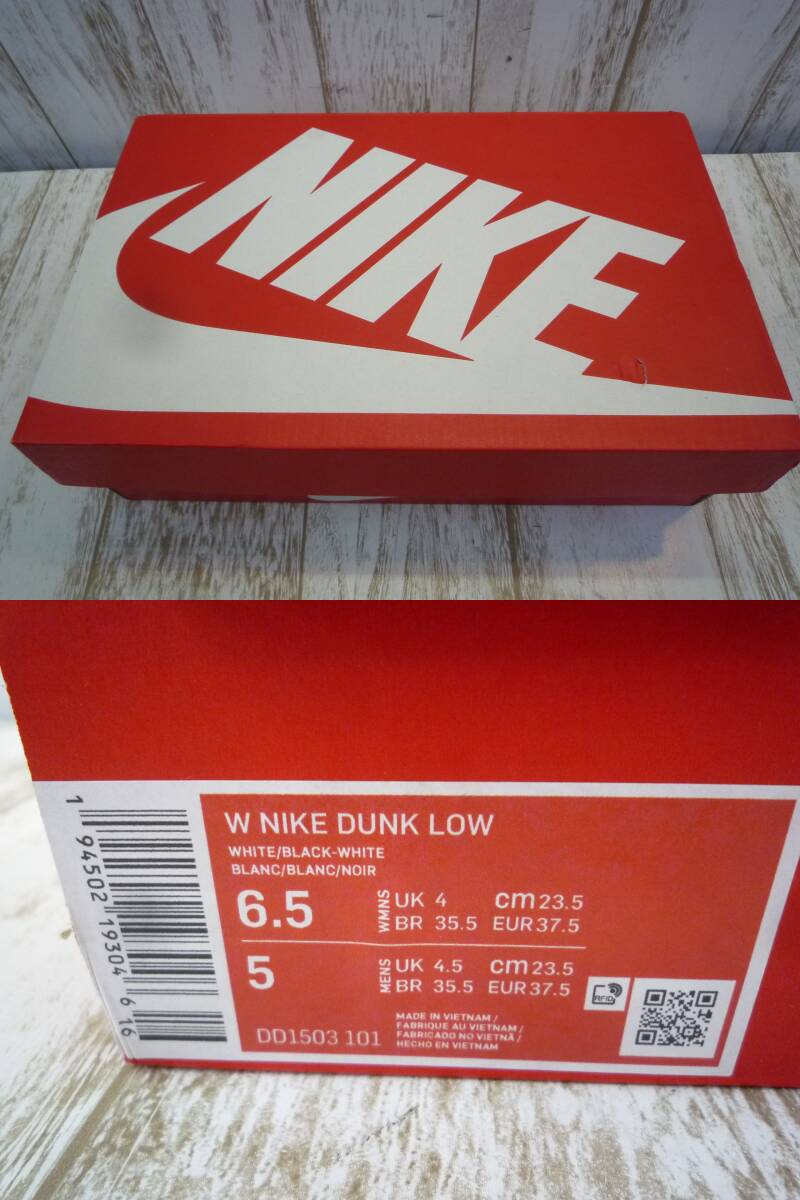 NIKE
1 94502 19304 6 16
W NIKE DUNK LOW
WHITE/BLACK-WHITE
BLANC/BLANC/NOIR
6.5
WMNS
UK 4 cm 23.5
BR 35.5 EUR 37.5
5
MENS
UK 4.5 cm 23.5
BR 35.5 EUR 37.5
RFID
DD1503 101
MADE IN VIETNAM /
FABRIQUE AU VIETNAM /
FABRICADO NO VIETNÃ /
HECHO EN VIETNAM